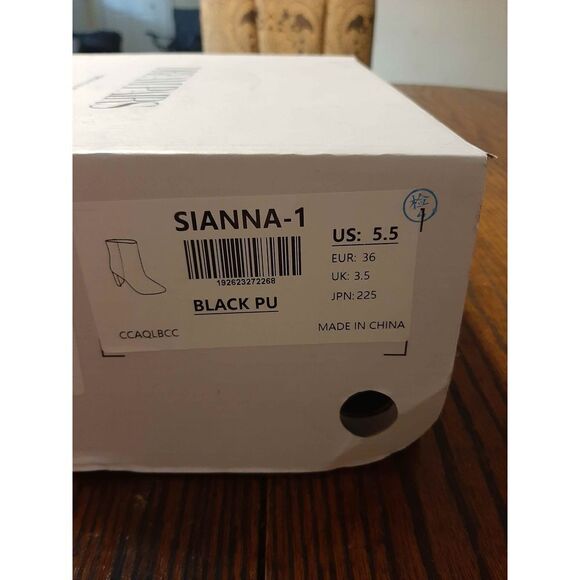 SIANNA-1
192623272268
BLACK PU
CCAQLBCC
US: 5.5
EUR: 36
UK: 3.5
JPN: 225
MADE IN CHINA